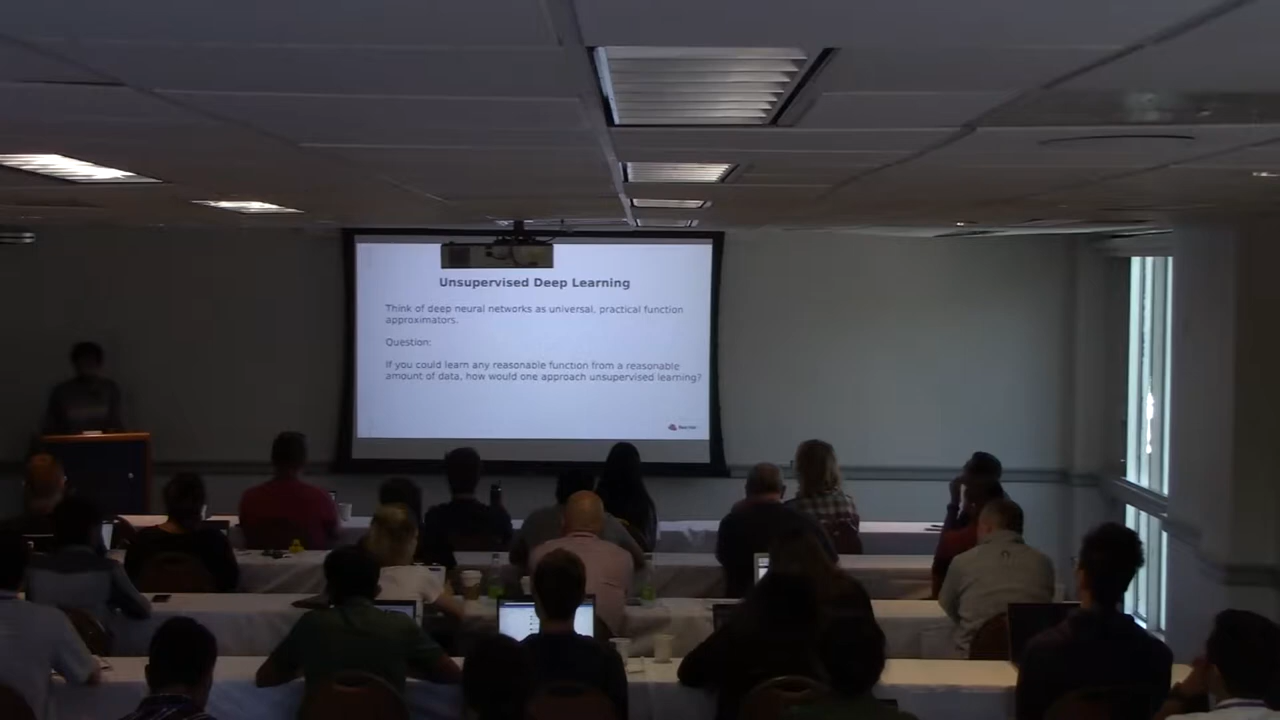 Unsupervised Deep Learning
Think of deep neural networks as universal, practical function
approximators.
Question:
If you could learn any reasonable function from a reasonable
amount of data, how would one approach unsupervised learning?